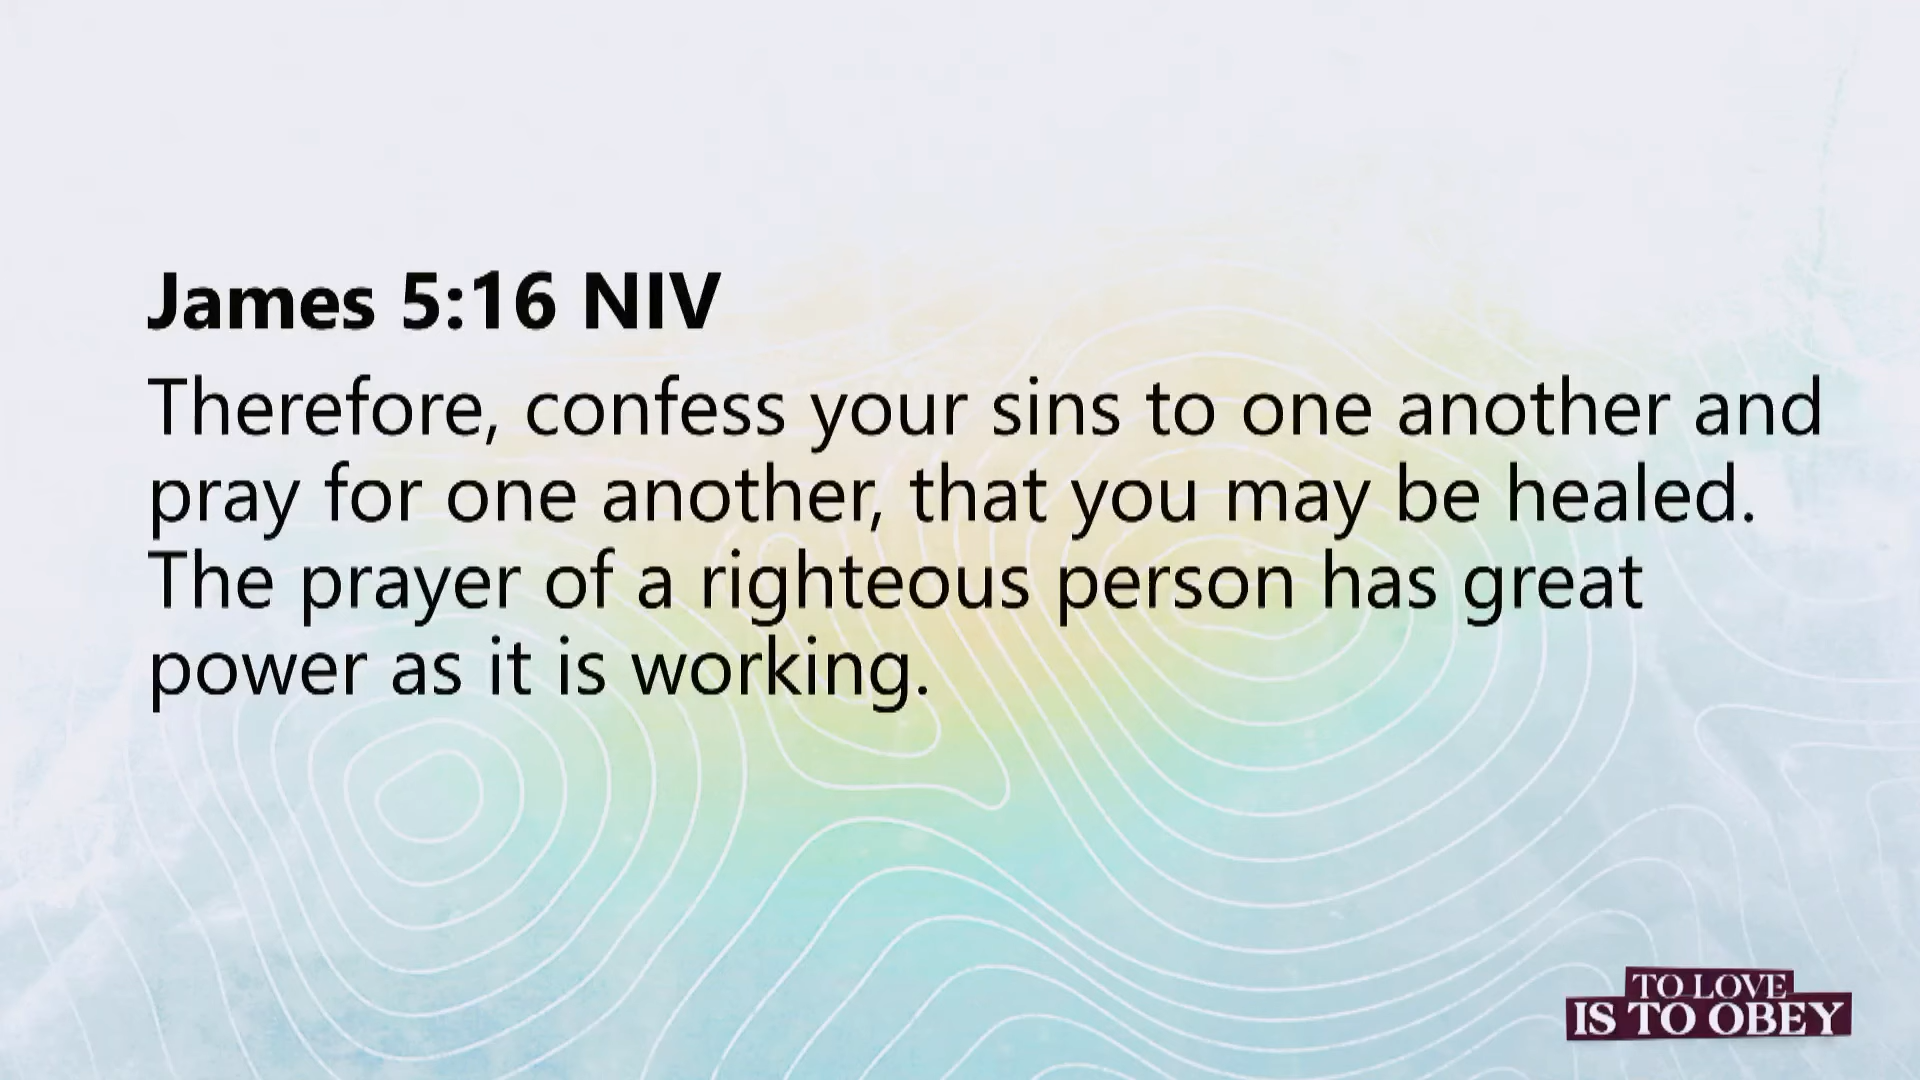 James 5:16 NIV
Therefore, confess your sins to one another and
pray for one another, that you may be healed.
The prayer of a righteous person has great
power as it is working.
TO LOVE
IS TO OBEY